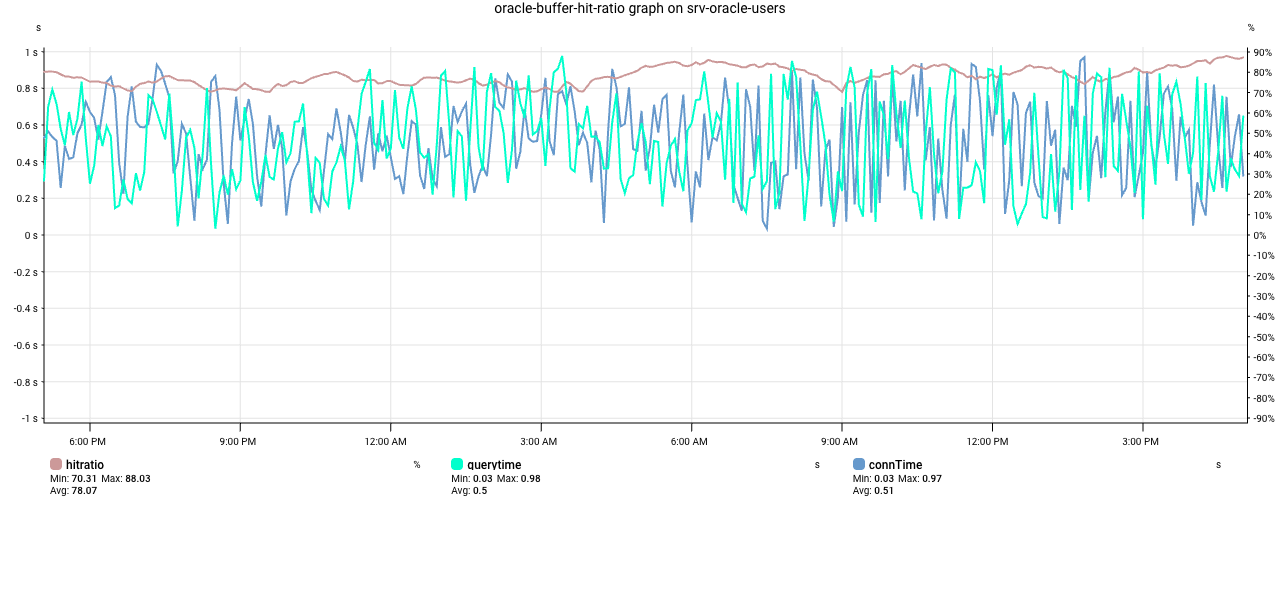 oracle-buffer-hit-ratio graph on srv-oracle-users
s
%
1 s
0.8 s
0.6 s
0.4 s
0.2 s
0 s
-0.2 s
-0.4 s
-0.6 s
-0.8 s
-1 s
90%
80%
70%
60%
50%
40%
30%
20%
10%
0%
-10%
-20%
-30%
-40%
-50%
-60%
-70%
-80%
-90%
6:00 PM
9:00 PM
12:00 AM
3:00 AM
6:00 AM
9:00 AM
12:00 PM
3:00 PM
hitratio %
Min: 70.31 Max: 88.03
Avg: 78.07
querytime s
Min: 0.03 Max: 0.98
Avg: 0.5
connTime s
Min: 0.03 Max: 0.97
Avg: 0.51